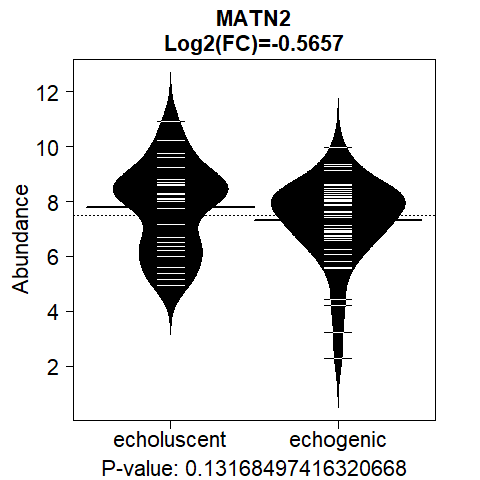 MATN2
Log2(FC)=-0.5657
Abundance
12
10
8
6
4
2
echoluscent echogenic
P-value: 0.13168497416320668